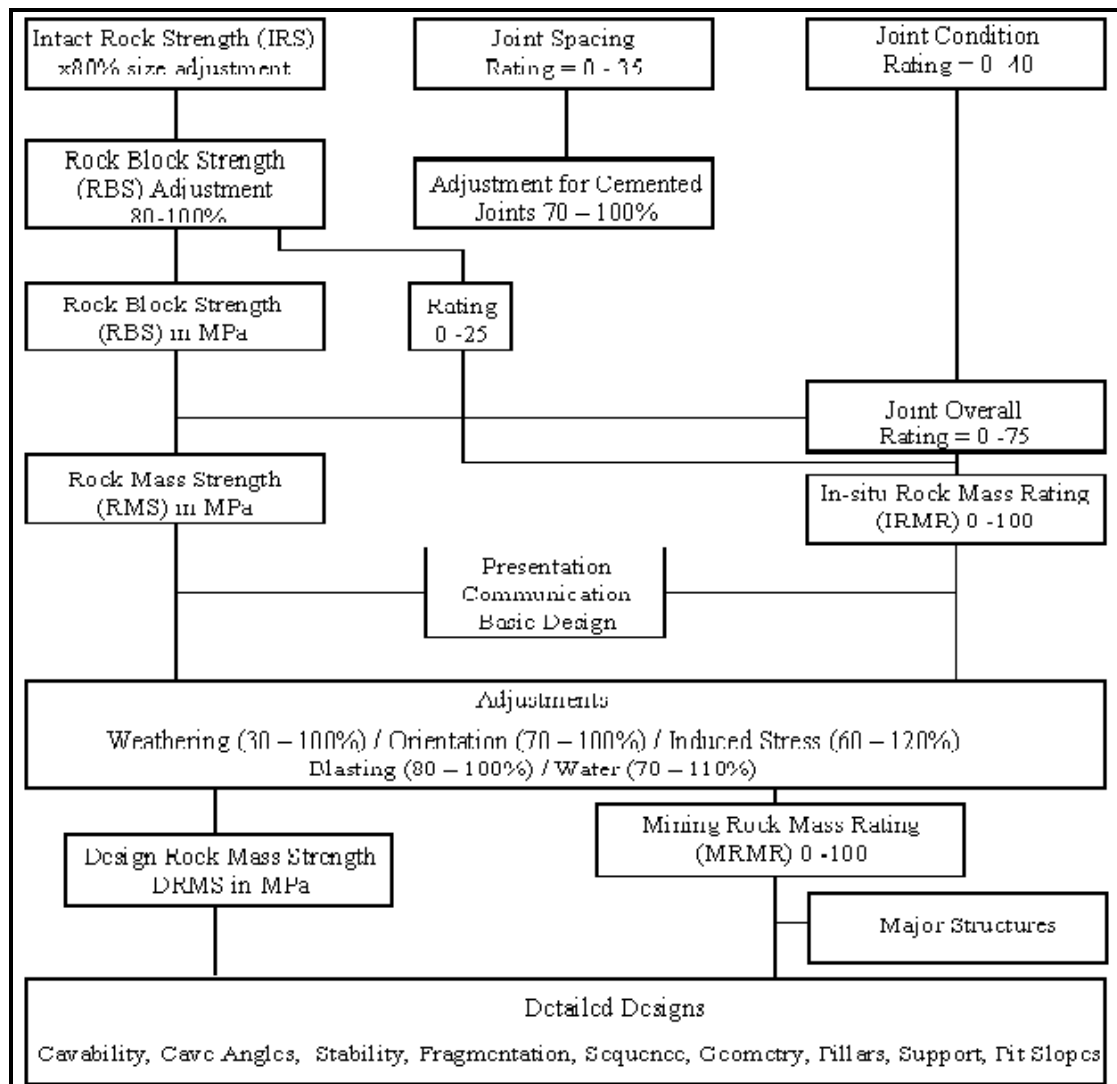 Intact Rock Strength (IRS)
x80% size adjustment
Joint Spacing
Rating = 0 - 35
Joint Condition
Rating = 0 - 40
Rock Block Strength
(RBS) Adjustment
80-100%
Adjustment for Cemented
Joints 70 – 100%
Rock Block Strength
(RBS) in MPa
Rating
0 -25
Joint Overall
Rating = 0 -75
Rock Mass Strength
(RMS) in MPa
In-situ Rock Mass Rating
(IRMR) 0 -100
Presentation
Communication
Basic Design
Adjustments
Weathering (30 – 100%) / Orientation (70 – 100%) / Induced Stress (60 – 120%)
Blasting (80 – 100%) / Water (70 – 110%)
Design Rock Mass Strength
DRMS in MPa
Mining Rock Mass Rating
(MRMR) 0 -100
Major Structures
Detailed Designs
Cavability, Cave Angles, Stability, Fragmentation, Sequence, Geometry, Pillars, Support, Pit Slopes